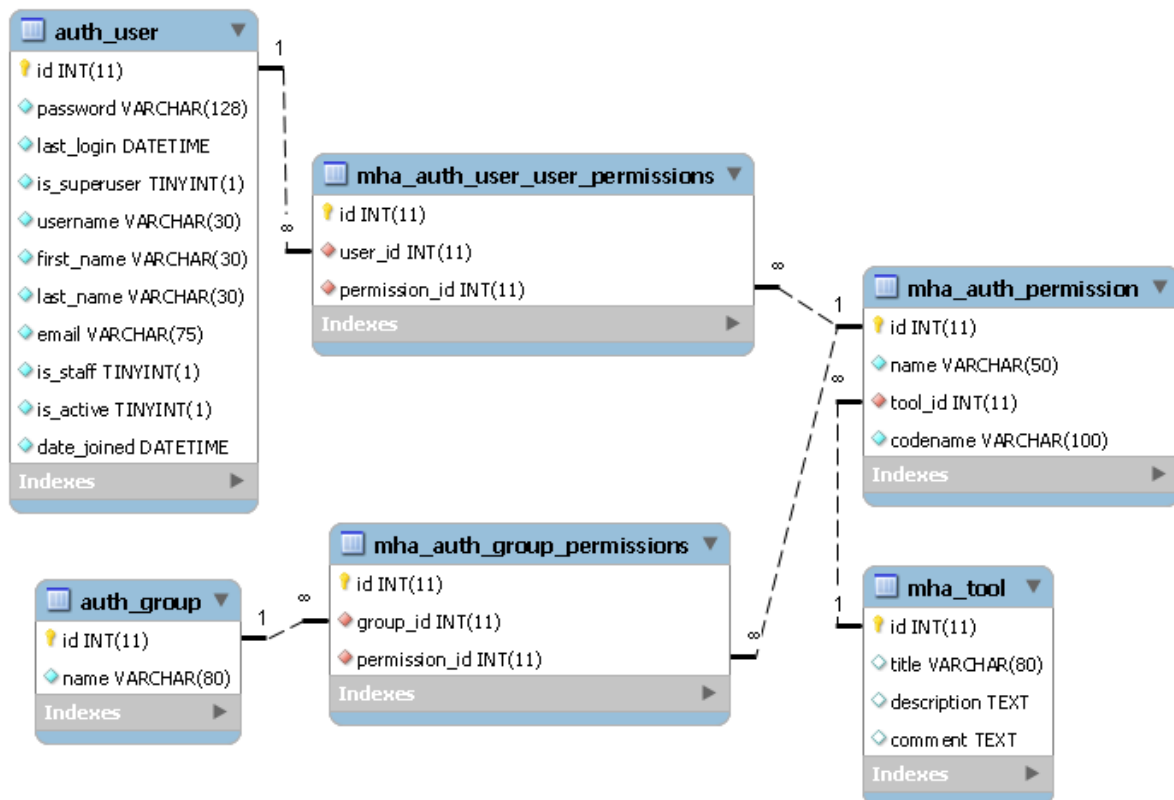 auth_user
id INT(11)
password VARCHAR(128)
last_login DATETIME
is_superuser TINYINT(1)
username VARCHAR(30)
first_name VARCHAR(30)
last_name VARCHAR(30)
email VARCHAR(75)
is_staff TINYINT(1)
is_active TINYINT(1)
date_joined DATETIME
Indexes
1
∞
mha_auth_user_user_permissions
id INT(11)
user_id INT(11)
permission_id INT(11)
Indexes
∞
1
mha_auth_permission
id INT(11)
name VARCHAR(50)
tool_id INT(11)
codename VARCHAR(100)
Indexes
∞
1
auth_group
id INT(11)
name VARCHAR(80)
Indexes
1
∞
mha_auth_group_permissions
id INT(11)
group_id INT(11)
permission_id INT(11)
Indexes
∞
mha_tool
id INT(11)
title VARCHAR(80)
description TEXT
comment TEXT
Indexes